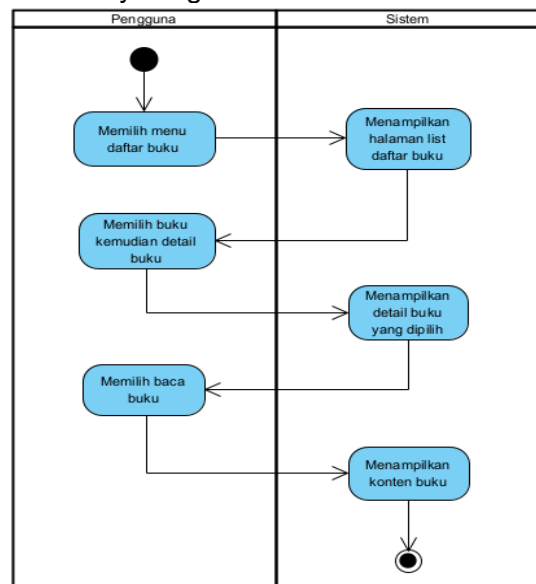 Pengguna
Sistem
Memilih menu
daftar buku
Menampilkan
halaman list
daftar buku
Memilih buku
kemudian detail
buku
Menampilkan
detail buku
yang dipilih
Memilih baca
buku
Menampilkan
konten buku